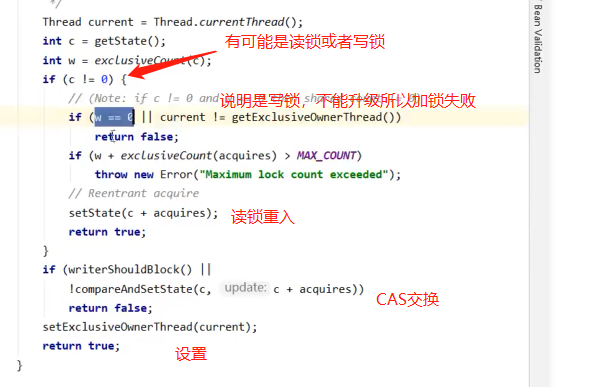 */
Thread current = Thread.currentThread();
int c = getState();
有可能是读锁或者写锁
int w = exclusiveCount(c);
if (c != 0) {
// (Note: if c != 0 and
说明是写锁，不能升级所以加锁失败
if (w == 0 || current != getExclusiveOwnerThread())
return false;
if (w + exclusiveCount(acquires) > MAX_COUNT)
throw new Error("Maximum lock count exceeded");
// Reentrant acquire
setState(c + acquires);
读锁重入
return true;
}
if (writerShouldBlock() ||
!compareAndSetState(c, update: c + acquires))
CAS交换
return false;
setExclusiveOwnerThread(current);
return true;
设置
}
Bean Validation